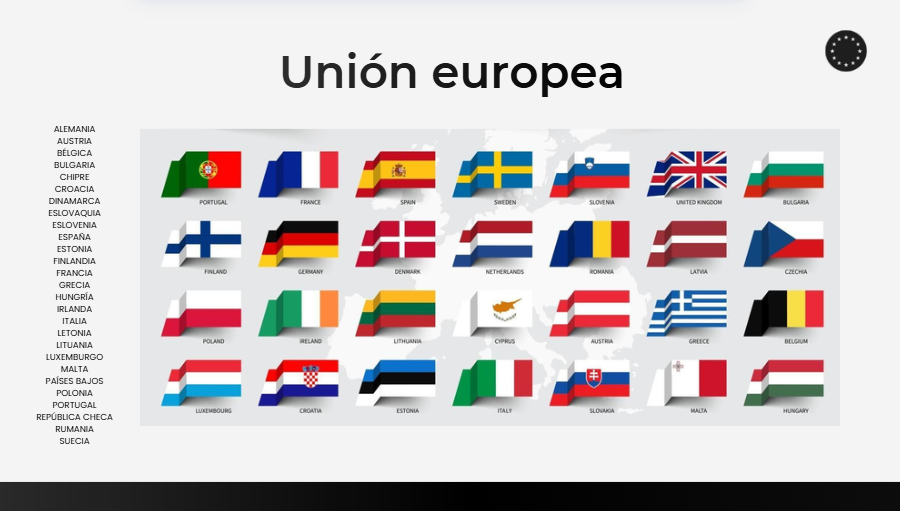 Unión europea
ALEMANIA
AUSTRIA
BÉLGICA
BULGARIA
CHIPRE
CROACIA
DINAMARCA
ESLOVAQUIA
ESLOVENIA
ESPAÑA
ESTONIA
FINLANDIA
FRANCIA
GRECIA
HUNGRÍA
IRLANDA
ITALIA
LETONIA
LITUANIA
LUXEMBURGO
MALTA
PAÍSES BAJOS
POLONIA
PORTUGAL
REPÚBLICA CHECA
RUMANIA
SUECIA
PORTUGAL FRANCE SPAIN SWEDEN SLOVENIA UNITED KINGDOM BULGARIA
FINLAND GERMANY DENMARK NETHERLANDS ROMANIA LATVIA CZECHIA
POLAND IRELAND LITHUANIA CYPRUS AUSTRIA GREECE BELGIUM
LUXEMBOURG CROATIA ESTONIA ITALY SLOVAKIA MALTA HUNGARY